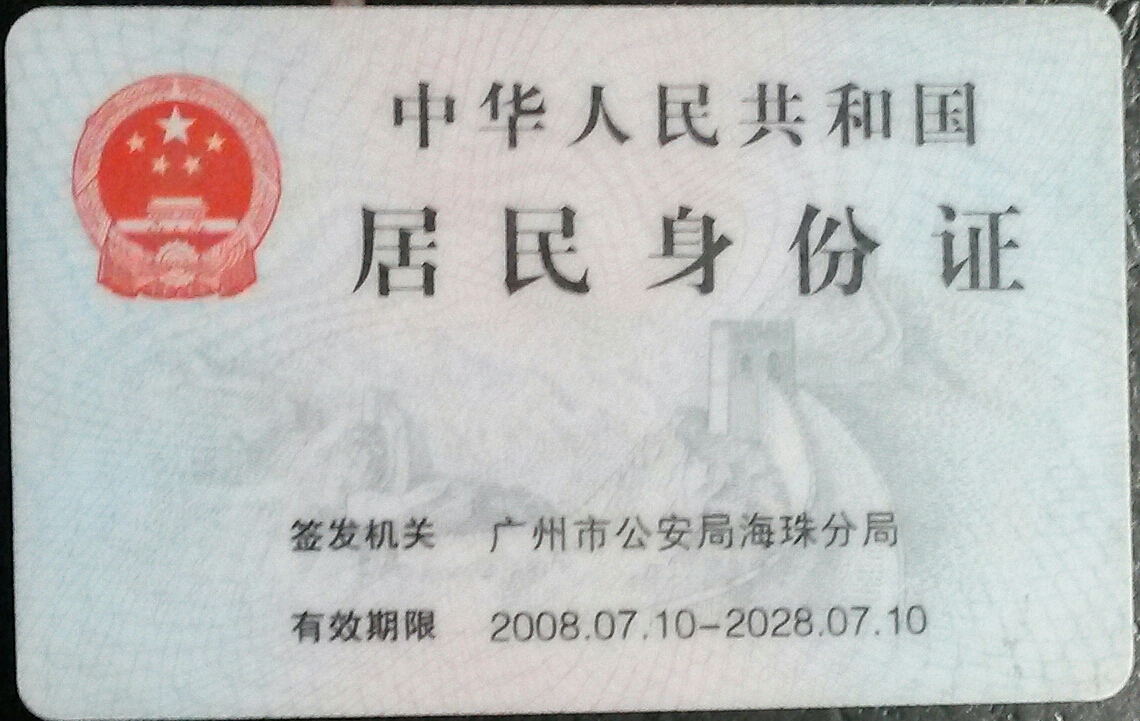 中华人民共和国
居民身份证
签发机关 广州市公安局海珠分局
有效期限 2008.07.10-2028.07.10